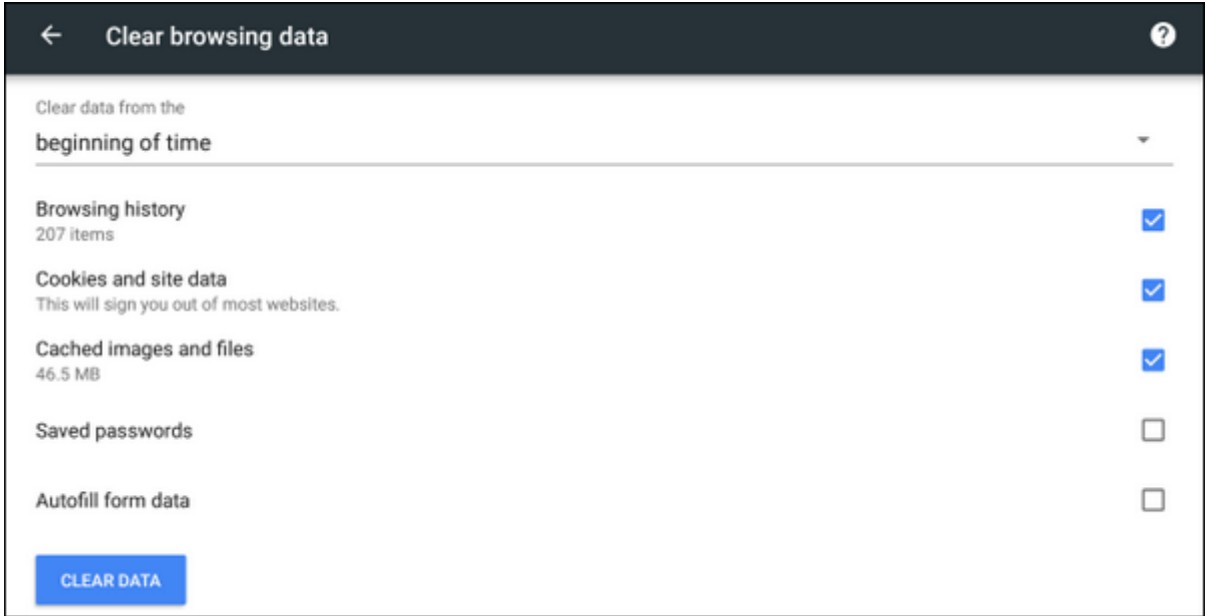 Clear browsing data
?
Clear data from the
beginning of time
Browsing history
207 items
Cookies and site data
This will sign you out of most websites.
Cached images and files
46.5 MB
Saved passwords
Autofill form data
CLEAR DATA